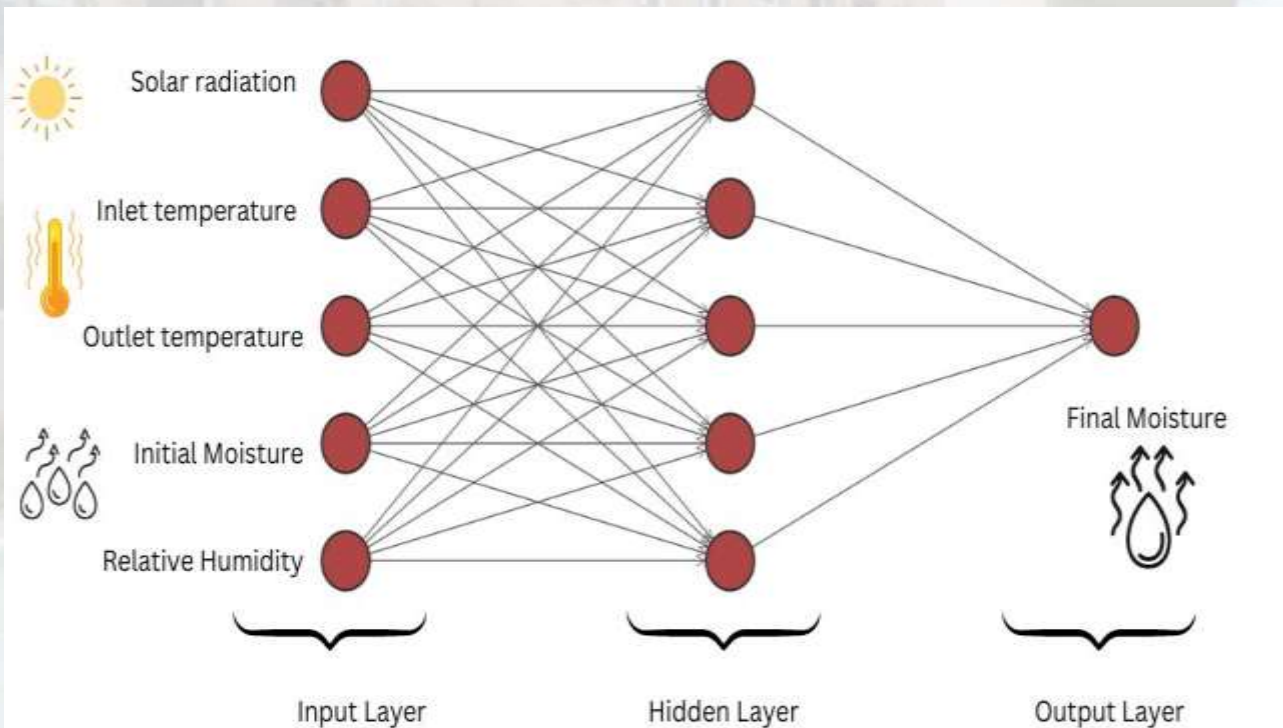 Solar radiation
Inlet temperature
Outlet temperature
Initial Moisture
Relative Humidity
Final Moisture
Input Layer
Hidden Layer
Output Layer